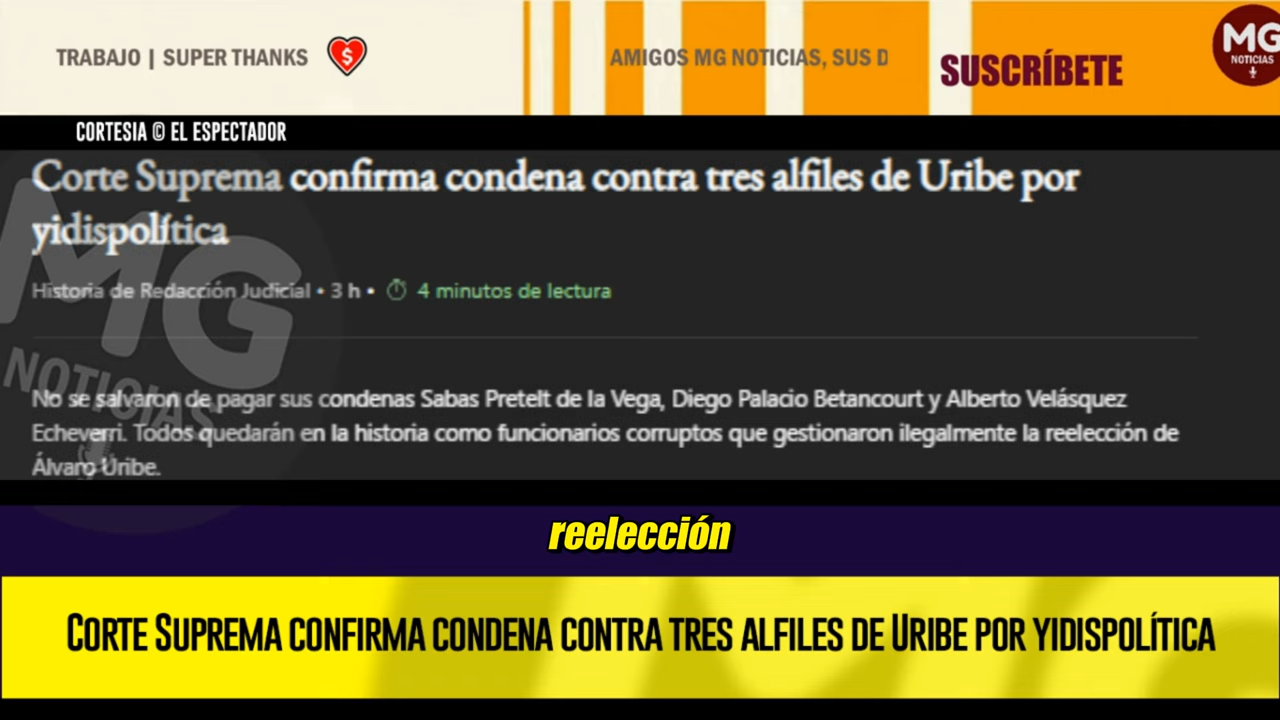 TRABAJO | SUPER THANKS
AMIGOS MG NOTICIAS, SUS D
SUSCRÍBETE
MG
NOTICIAS
CORTESIA © EL ESPECTADOR
Corte Suprema confirma condena contra tres alfiles de Uribe por
yidispolítica
Historia de Redacción Judicial • 3 h • 4 minutos de lectura
MG
NOTICIAS
No se salvaron de pagar sus condenas Sabas Pretelt de la Vega, Diego Palacio Betancourt y Alberto Velásquez
Echeverri. Todos quedarán en la historia como funcionarios corruptos que gestionaron ilegalmente la reelección de
Álvaro Uribe.
reelección
CORTE SUPREMA CONFIRMA CONDENA CONTRA TRES ALFILES DE URIBE POR YIDISPOLÍTICA